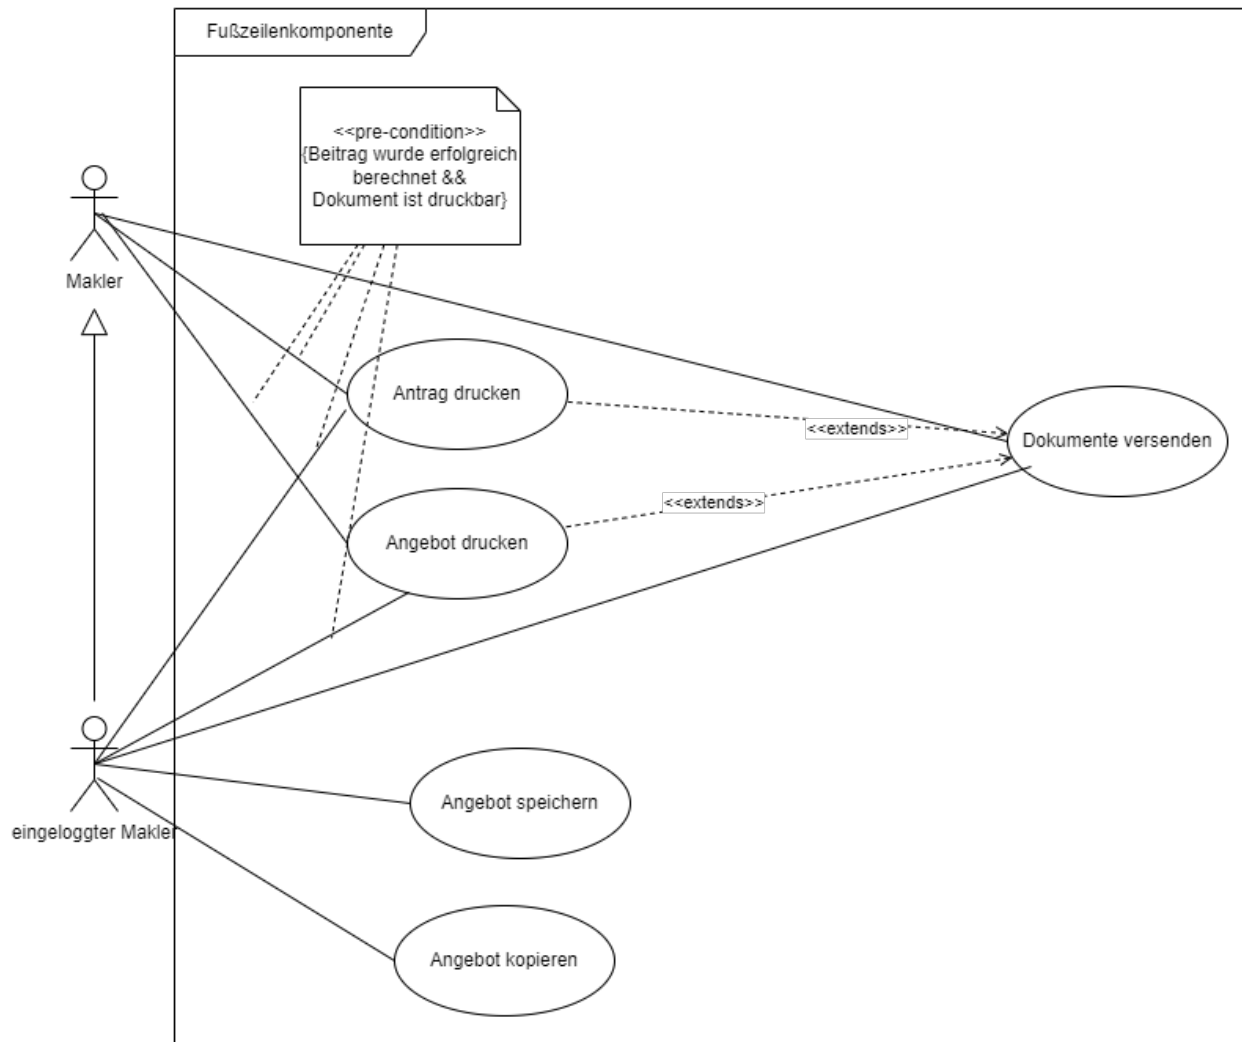 Fußzeilenkomponente
<<pre-condition>>
{Beitrag wurde erfolgreich
berechnet &&
Dokument ist druckbar}
Makler
Antrag drucken
<<extends>>
Dokumente versenden
<<extends>>
Angebot drucken
Angebot speichern
eingeloggter Makler
Angebot kopieren